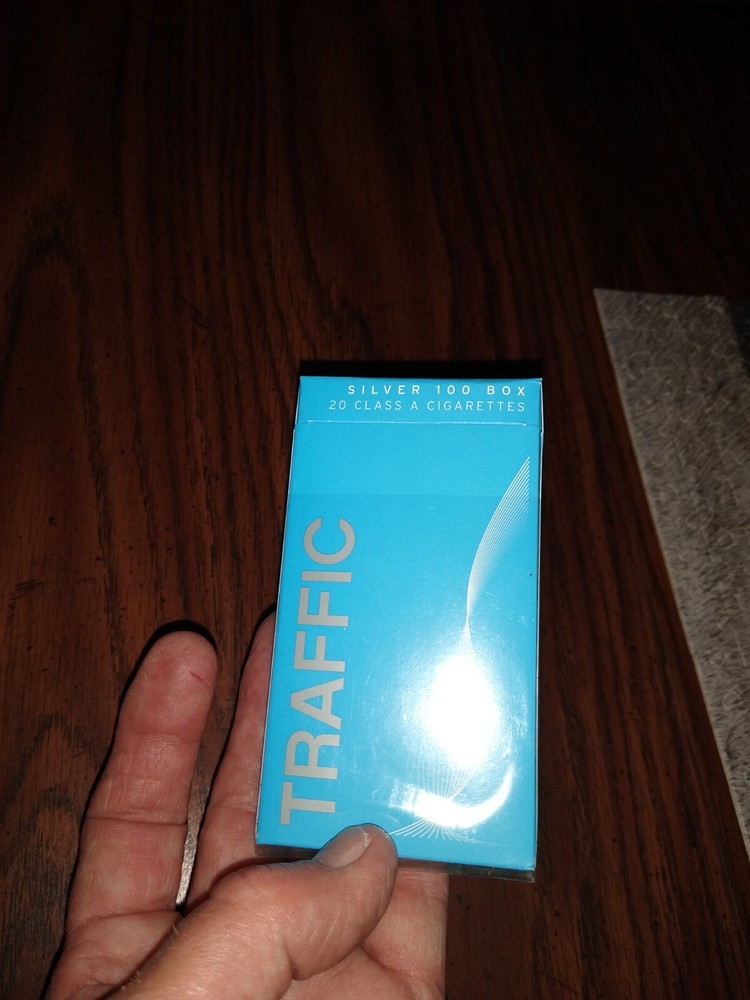 SILVER 100 BOX
20 CLASS A CIGARETTES
TRAFFIC